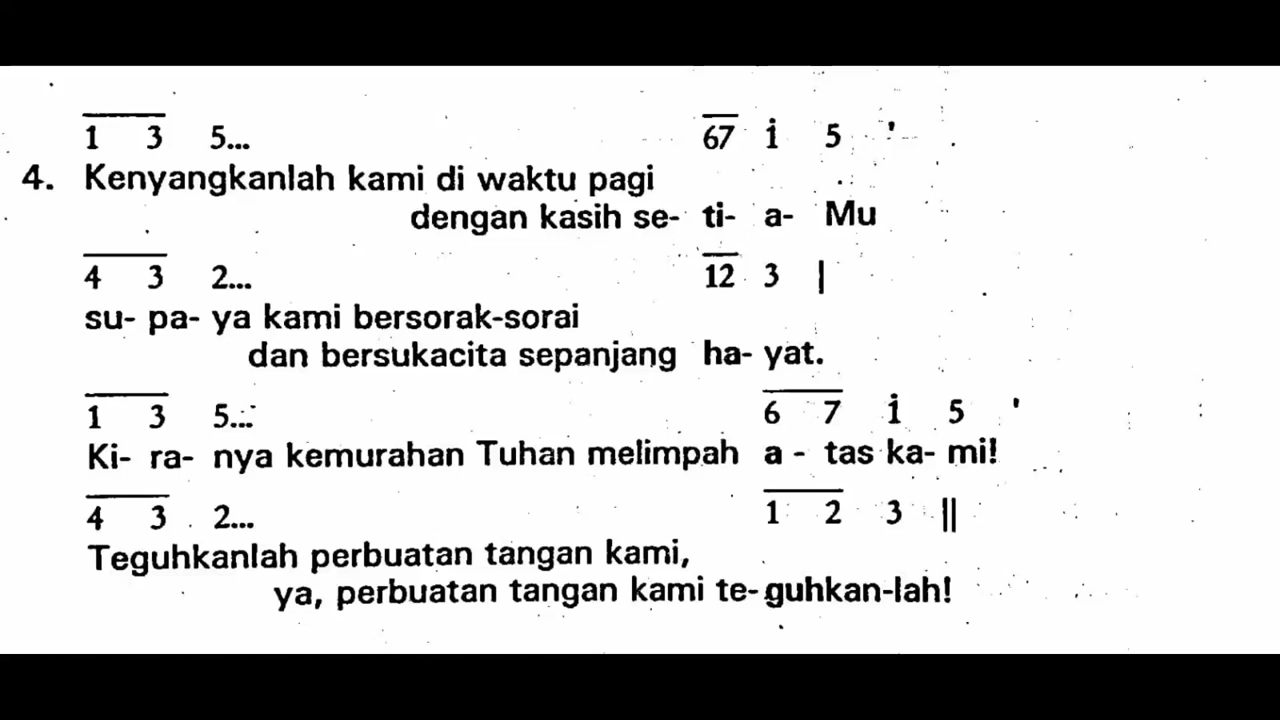 1 3 5... 67 i 5 '
4. Kenyangkanlah kami di waktu pagi
dengan kasih se- ti- a- Mu
4 3 2... 12 3 |
su- pa- ya kami bersorak-sorai
dan bersukacita sepanjang ha- yat.
1 3 5... 6 7 i 5 '
Ki- ra- nya kemurahan Tuhan melimpah a - tas ka- mi!
4 3 2... 1 2 3 ||
Teguhkanlah perbuatan tangan kami,
ya, perbuatan tangan kami te- guhkan-lah!